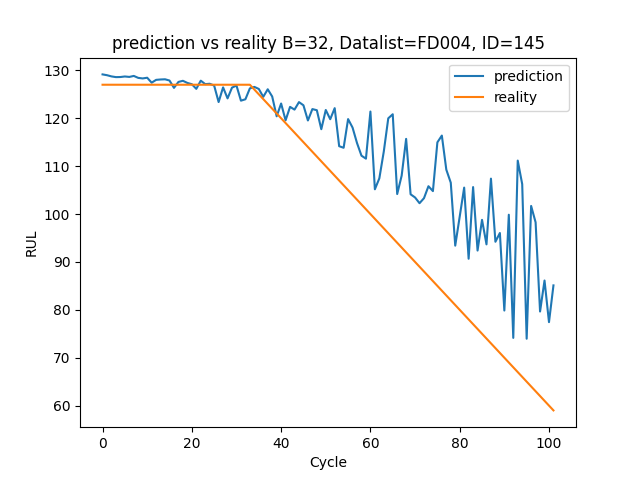 prediction vs reality B=32, Datalist=FD004, ID=145
prediction
reality
130
120
110
100
90
80
70
60
RUL
0 20 40 60 80 100
Cycle